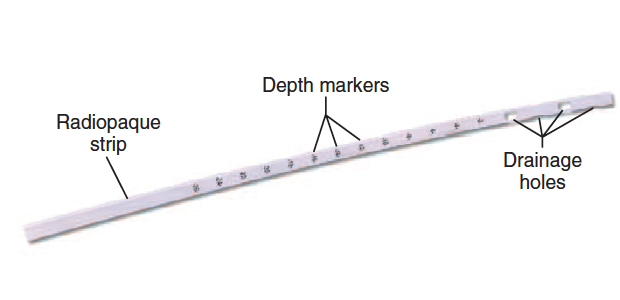 Depth markers
Radiopaque
strip
Drainage
holes